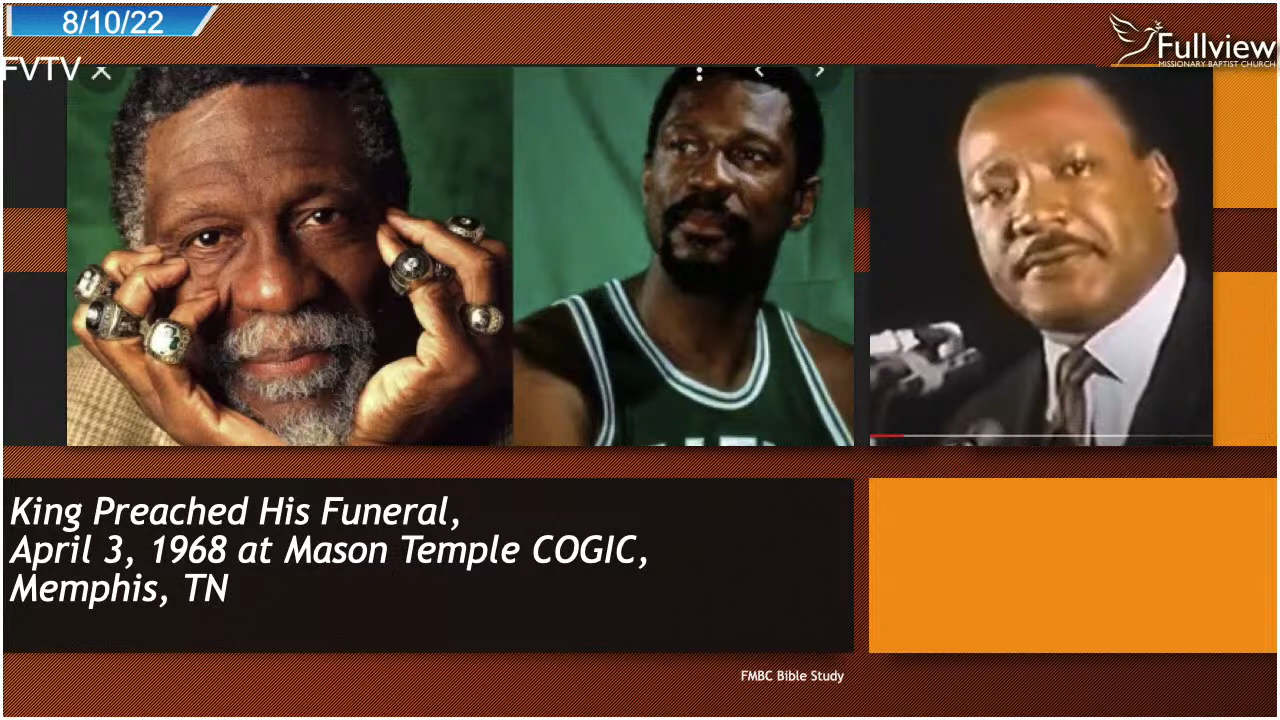 8/10/22
Fullview
MISSIONARY BAPTIST CHURCH
FVTV
King Preached His Funeral,
April 3, 1968 at Mason Temple COGIC,
Memphis, TN
FMBC Bible Study